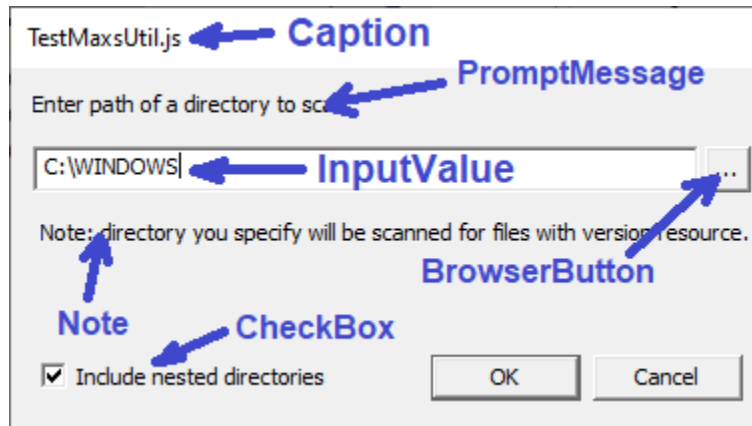 TestMaxsUtil.js Caption
PromptMessage
Enter path of a directory to
C:\WINDOWS InputValue ...
Note: directory you specify will be scanned for files with version resource.
BrowserButton
Note CheckBox
Include nested directories OK Cancel